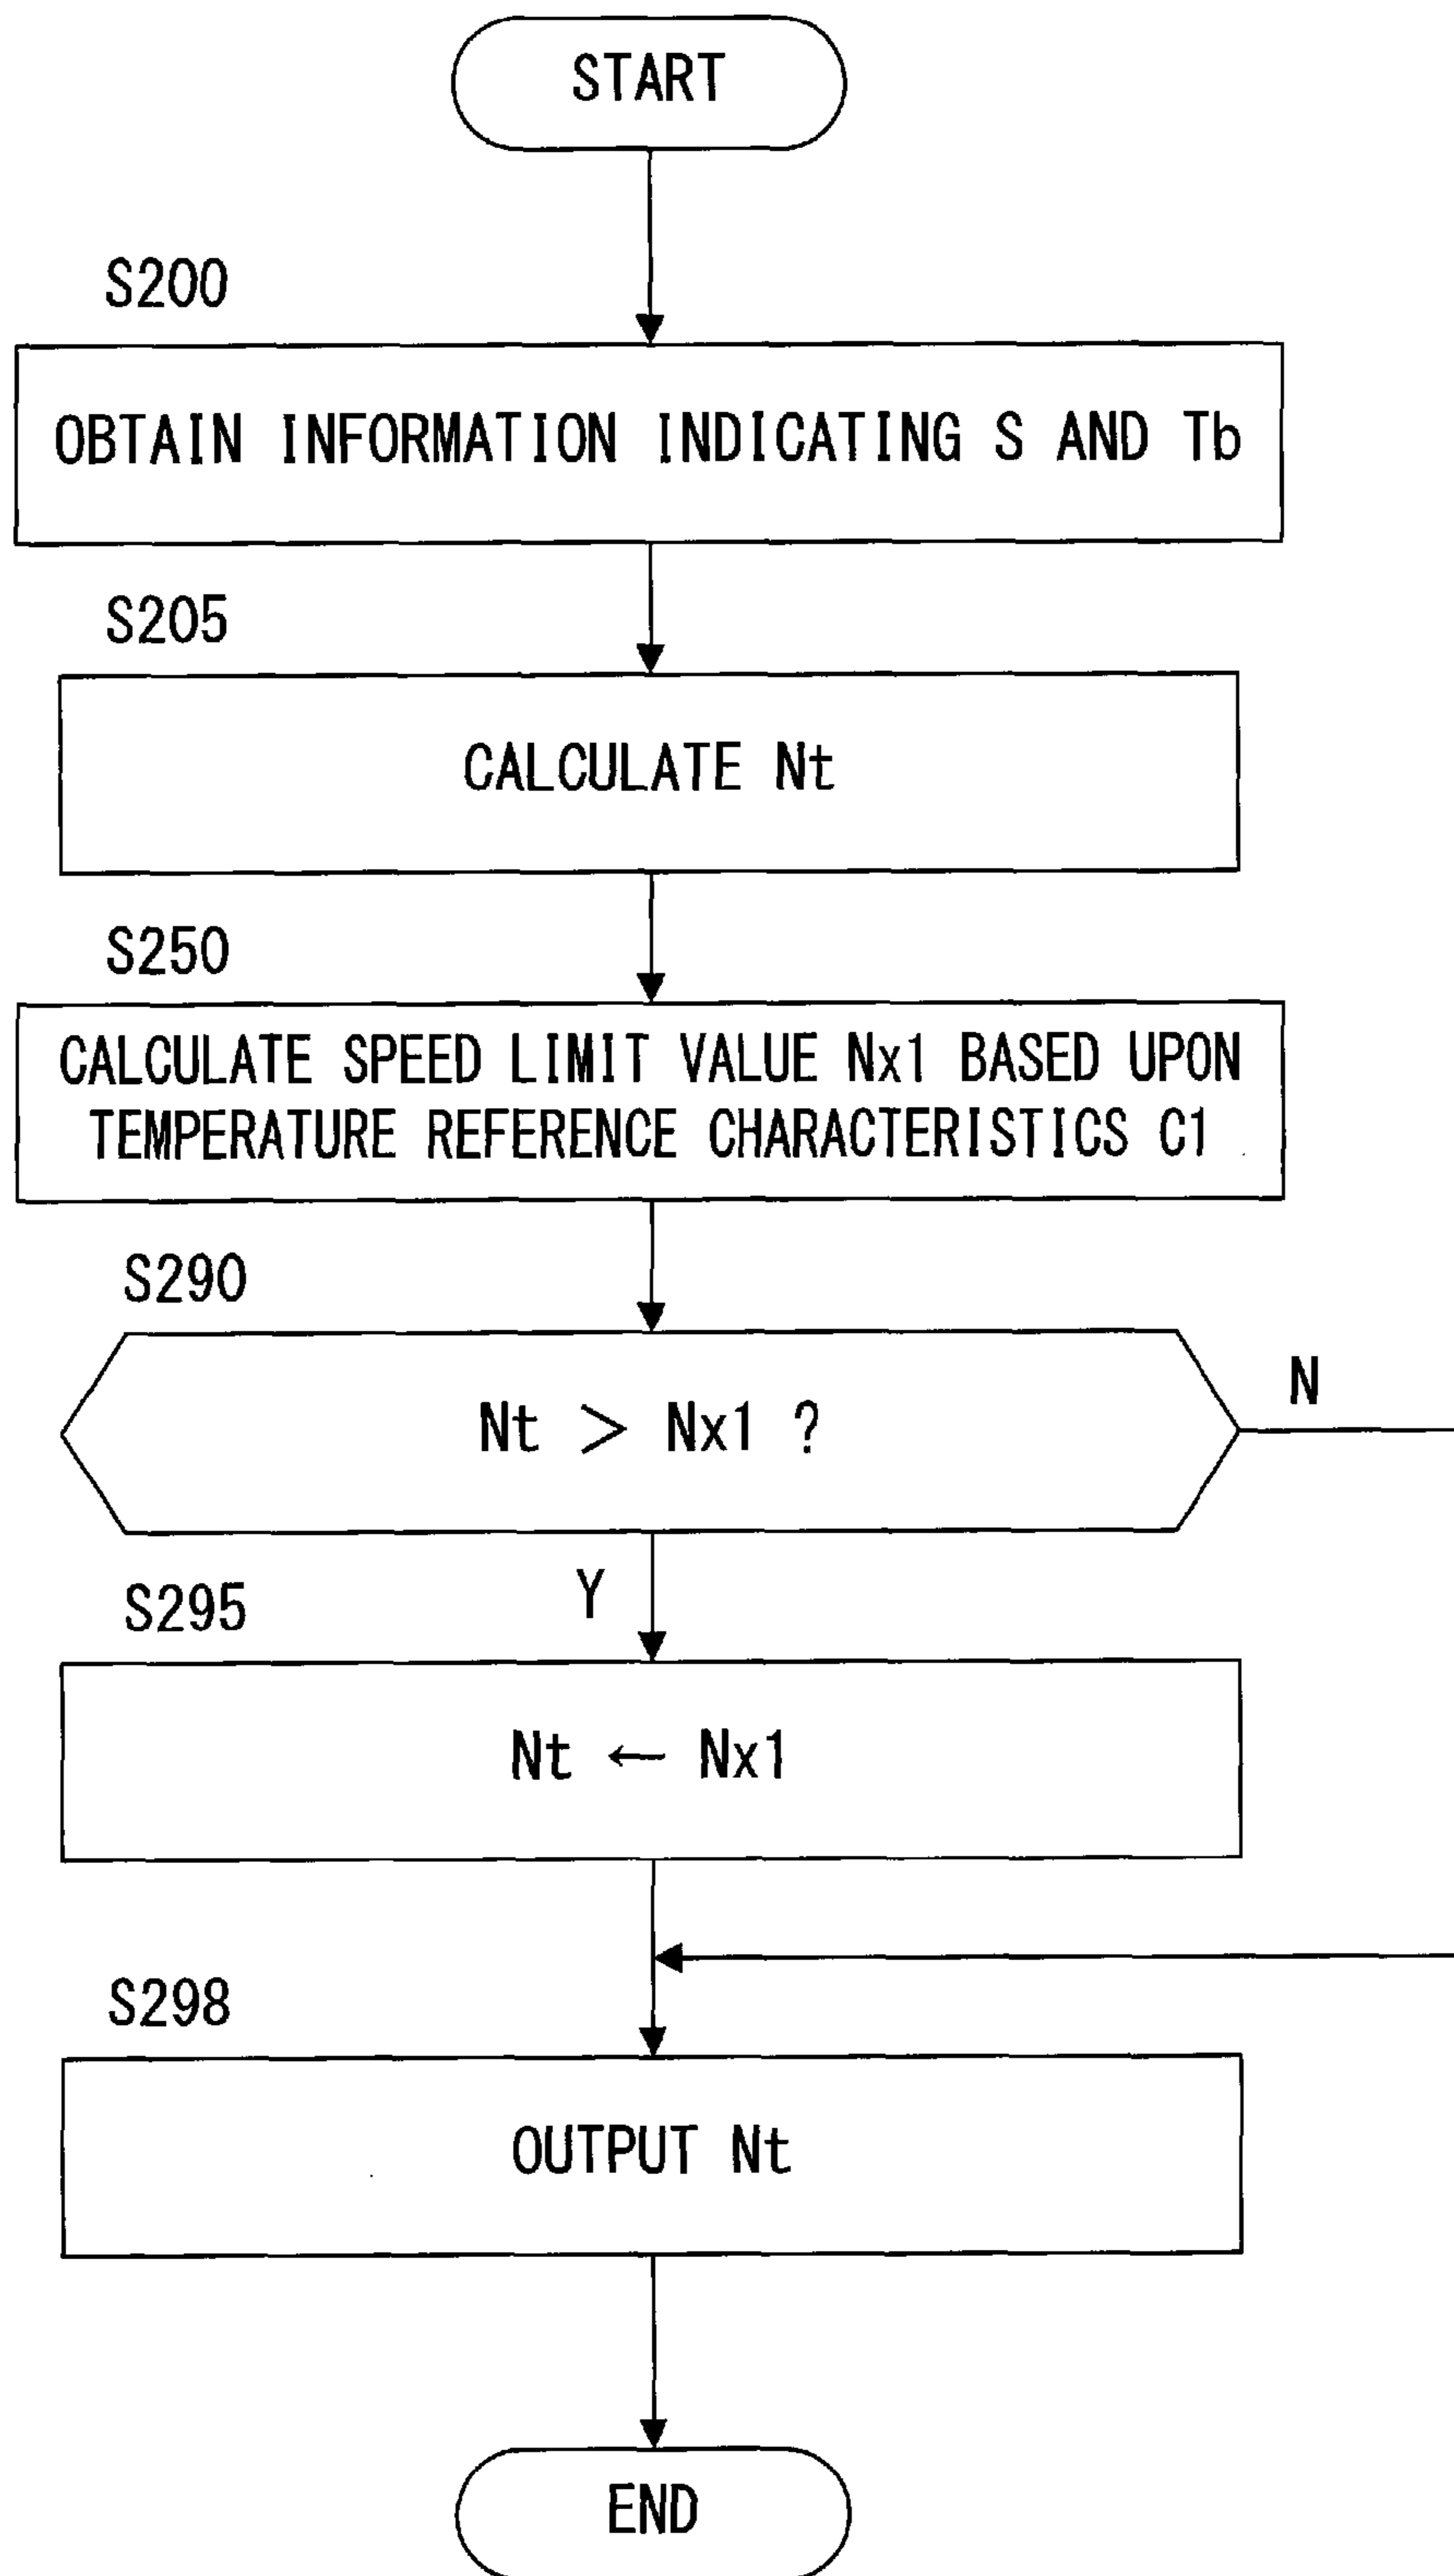 START
S200
OBTAIN INFORMATION INDICATING S AND Tb
S205
CALCULATE Nt
S250
CALCULATE SPEED LIMIT VALUE Nx1 BASED UPON
TEMPERATURE REFERENCE CHARACTERISTICS C1
S290
Nt > Nx1 ?
N
Y
S295
Nt ← Nx1
S298
OUTPUT Nt
END